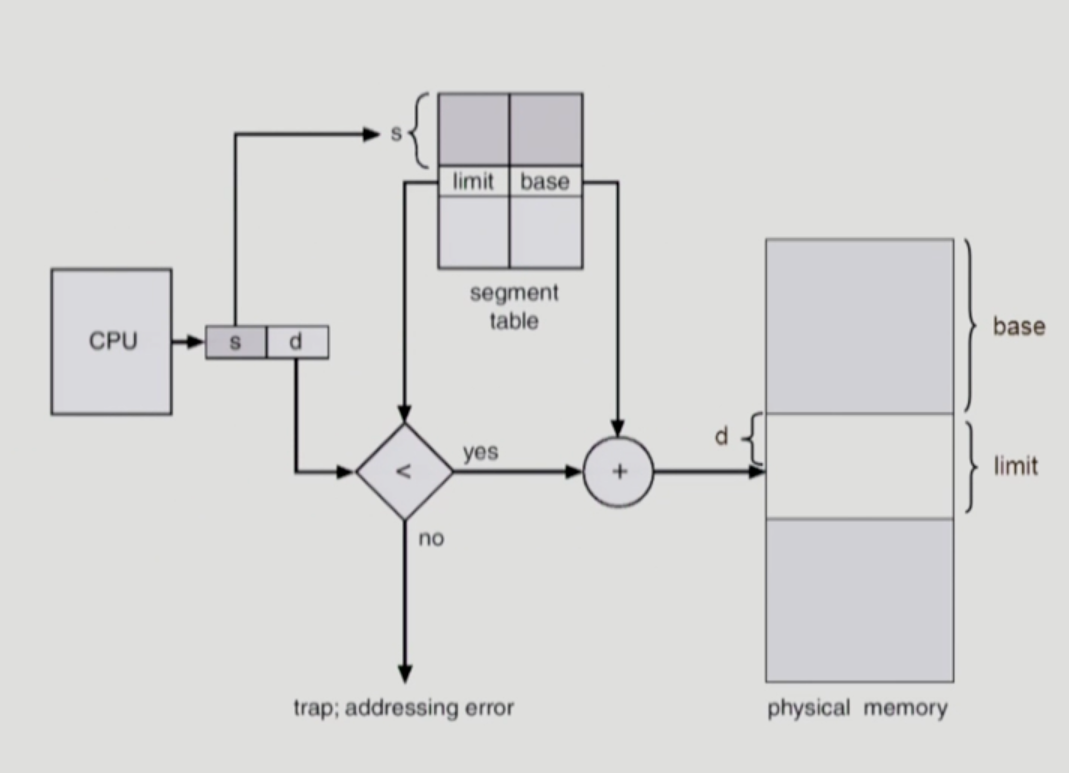 s
limit base
segment
table
CPU
s d
base
<
yes
+
d
limit
no
trap; addressing error
physical memory